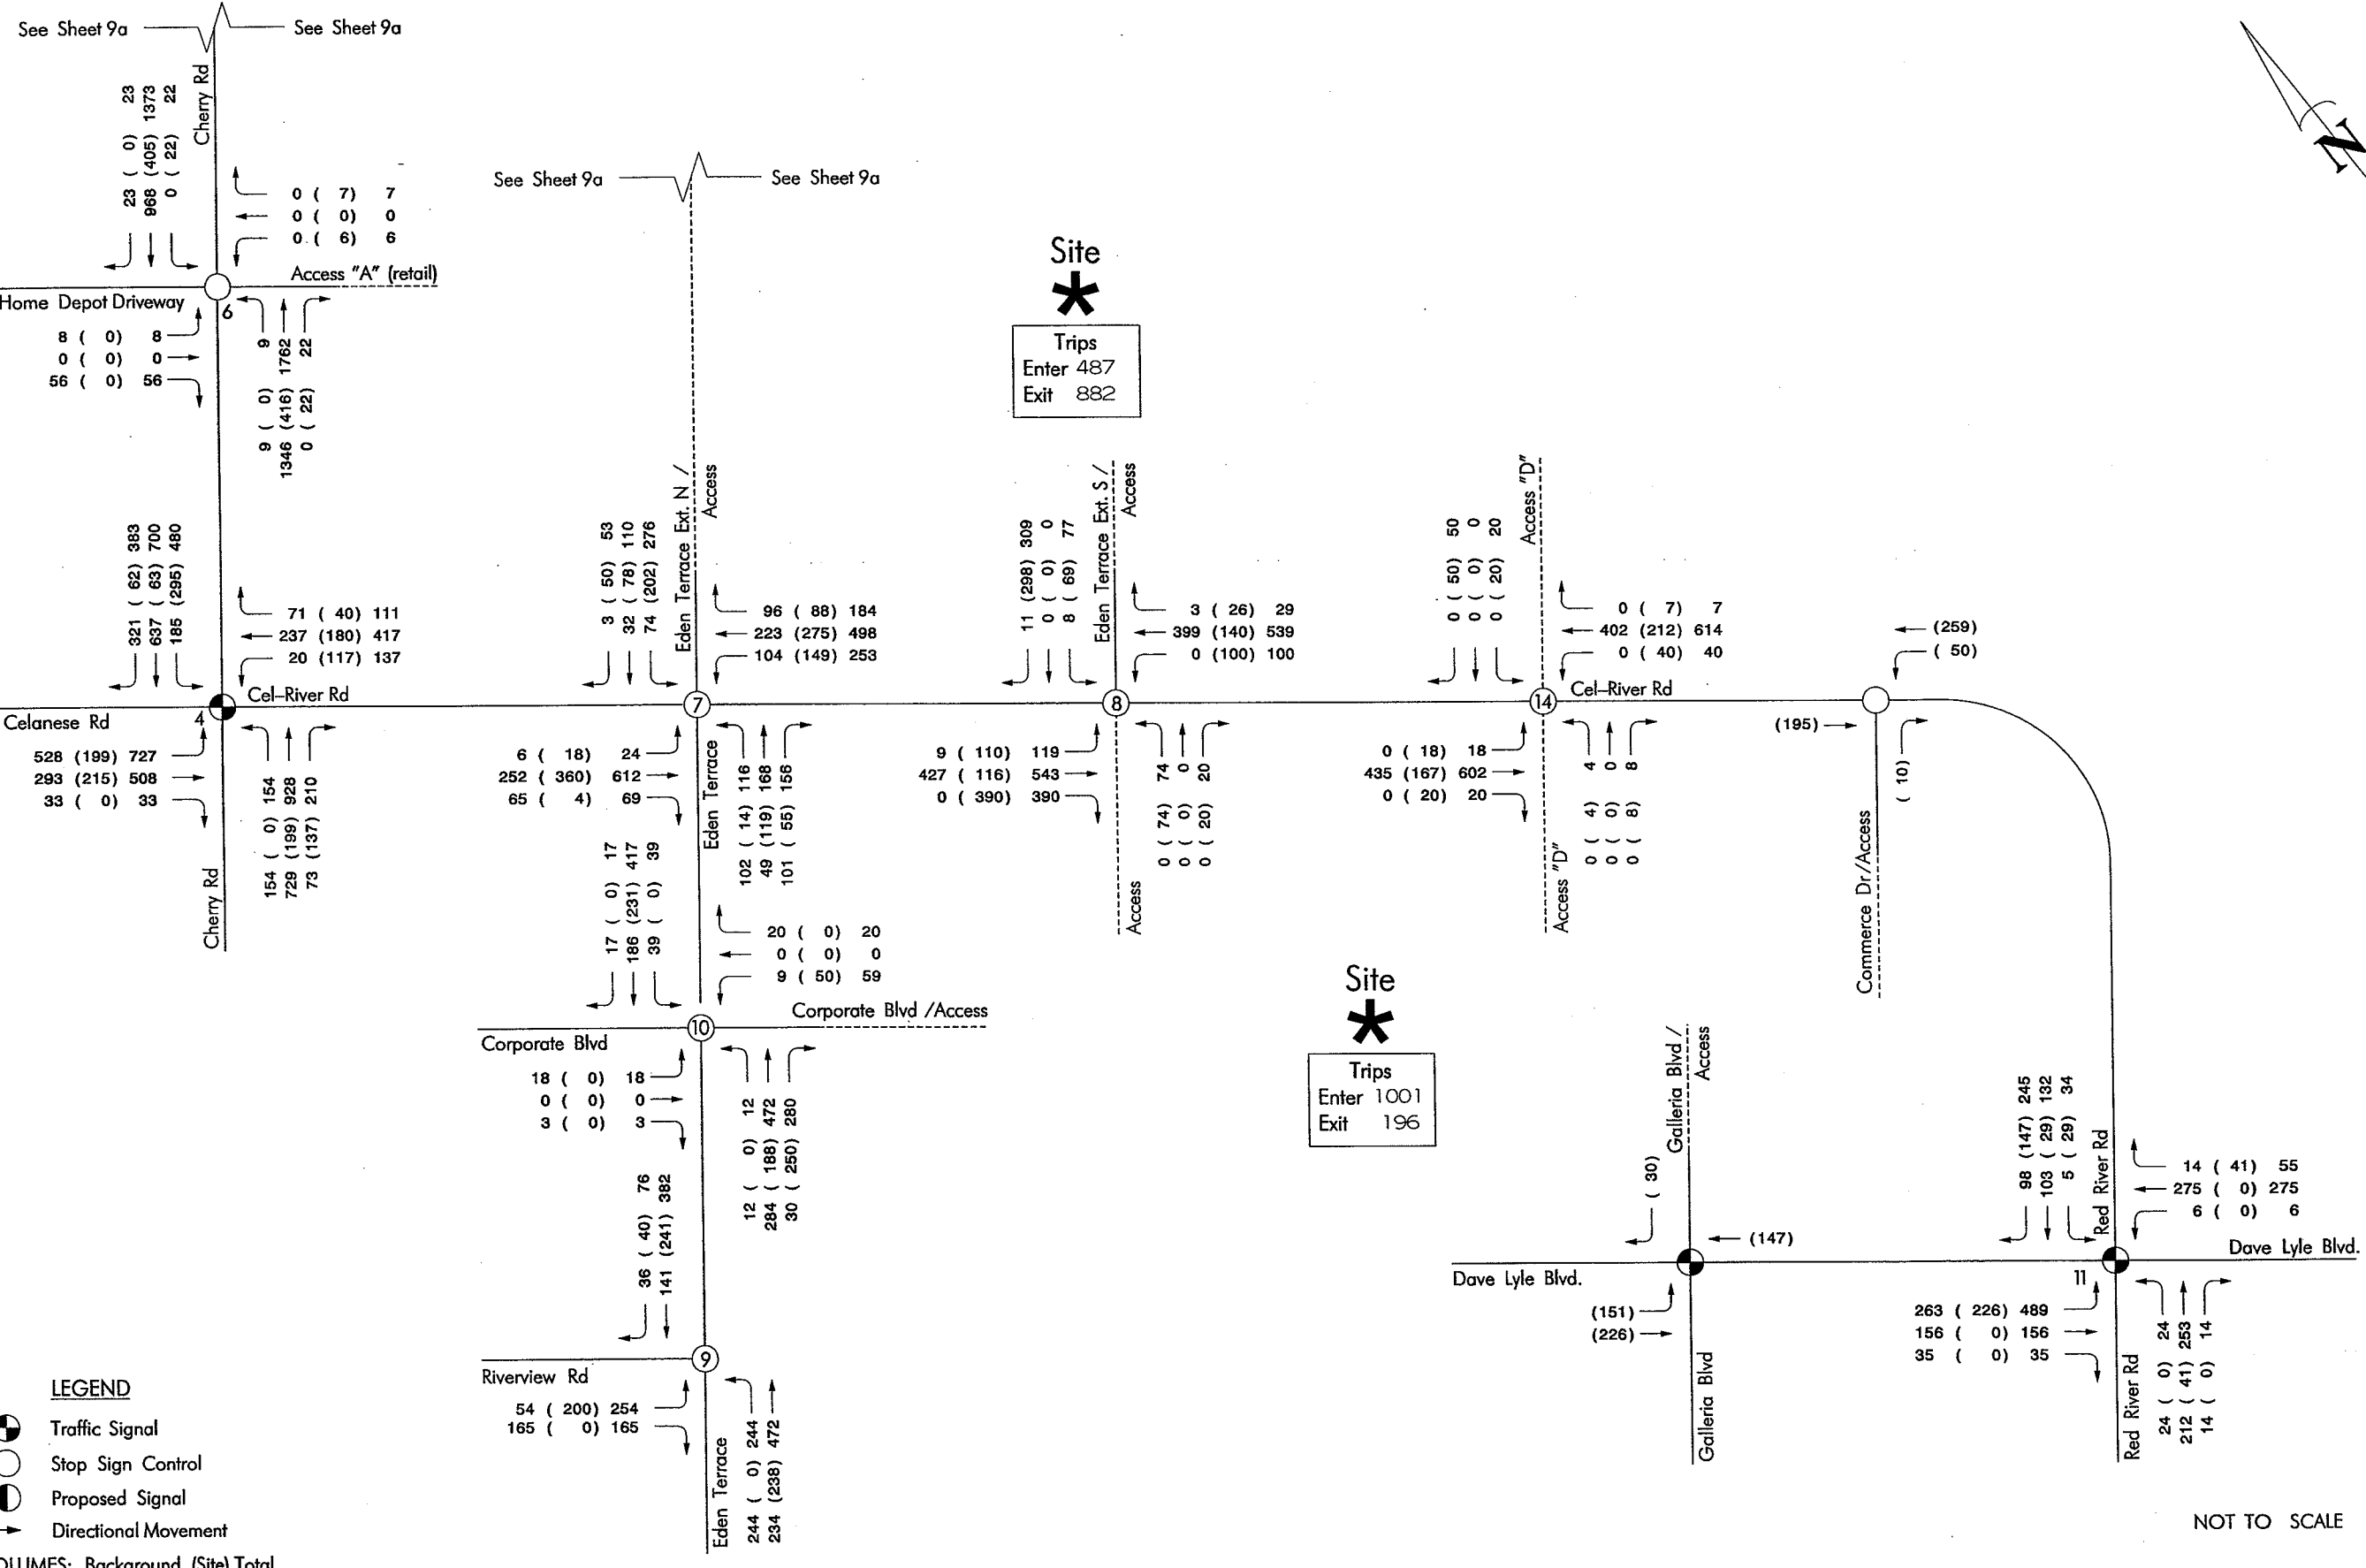 See Sheet 9a
See Sheet 9a
Cherry Rd
23 ( 0) 23
968 (405) 1373
0 ( 22) 22
0 ( 7) 7
0 ( 0) 0
0 ( 6) 6
Access "A" (retail)
Home Depot Driveway
6
8 ( 0) 8
0 ( 0) 0
56 ( 0) 56
9 ( 0) 9
1346 (416) 1762
0 ( 22) 22
See Sheet 9a
See Sheet 9a
Site
Trips
Enter 487
Exit 882
N
321 ( 62) 383
637 ( 63) 700
185 (295) 480
71 ( 40) 111
237 (180) 417
20 (117) 137
Cel-River Rd
Celanese Rd
4
528 (199) 727
293 (215) 508
33 ( 0) 33
154 ( 0) 154
729 (199) 928
73 (137) 210
Cherry Rd
3 ( 50) 53
32 ( 78) 110
74 (202) 276
Eden Terrace Ext. N /
Access
96 ( 88) 184
223 (275) 498
104 (149) 253
7
6 ( 18) 24
252 ( 360) 612
65 ( 4) 69
Eden Terrace
102 ( 14) 116
49 (119) 168
101 ( 55) 156
11 (298) 309
0 ( 0) 0
8 ( 69) 77
Eden Terrace Ext. S /
Access
3 ( 26) 29
399 (140) 539
0 (100) 100
8
9 ( 110) 119
427 ( 116) 543
0 ( 390) 390
Access
0 ( 74) 74
0 ( 0) 0
0 ( 20) 20
0 ( 50) 50
0 ( 0) 0
0 ( 20) 20
Access "D"
0 ( 7) 7
402 (212) 614
0 ( 40) 40
Cel-River Rd
14
0 ( 18) 18
435 (167) 602
0 ( 20) 20
Access "D"
0 ( 4) 4
0 ( 0) 0
0 ( 8) 8
(259)
( 50)
(195)
( 10)
Commerce Dr/Access
17 ( 0) 17
186 (231) 417
39 ( 0) 39
20 ( 0) 20
0 ( 0) 0
9 ( 50) 59
Corporate Blvd /Access
10
Corporate Blvd
18 ( 0) 18
0 ( 0) 0
3 ( 0) 3
12 ( 0) 12
284 ( 188) 472
30 ( 250) 280
Site
Trips
Enter 1001
Exit 196
36 ( 40) 76
141 (241) 382
9
Riverview Rd
54 ( 200) 254
165 ( 0) 165
Eden Terrace
244 ( 0) 244
234 (238) 472
Galleria Blvd /
Access
( 30)
(147)
Dave Lyle Blvd.
(151)
(226)
Galleria Blvd
98 (147) 245
103 ( 29) 132
5 ( 29) 34
Red River Rd
14 ( 41) 55
275 ( 0) 275
6 ( 0) 6
Dave Lyle Blvd.
11
263 ( 226) 489
156 ( 0) 156
35 ( 0) 35
Red River Rd
24 ( 0) 24
212 ( 41) 253
14 ( 0) 14
LEGEND
Traffic Signal
Stop Sign Control
Proposed Signal
Directional Movement
Background (Site) Total
NOT TO SCALE